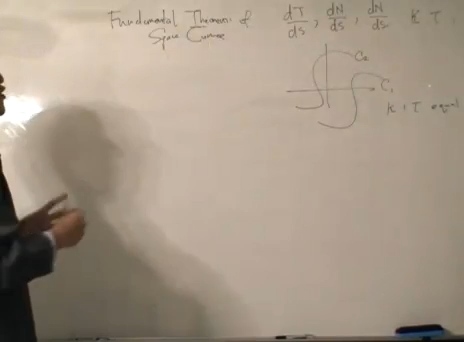 Fundamental Theorem of dT/ds, dN/ds, dN/ds K T
Space Curves
C₂
C₁
K + T equal